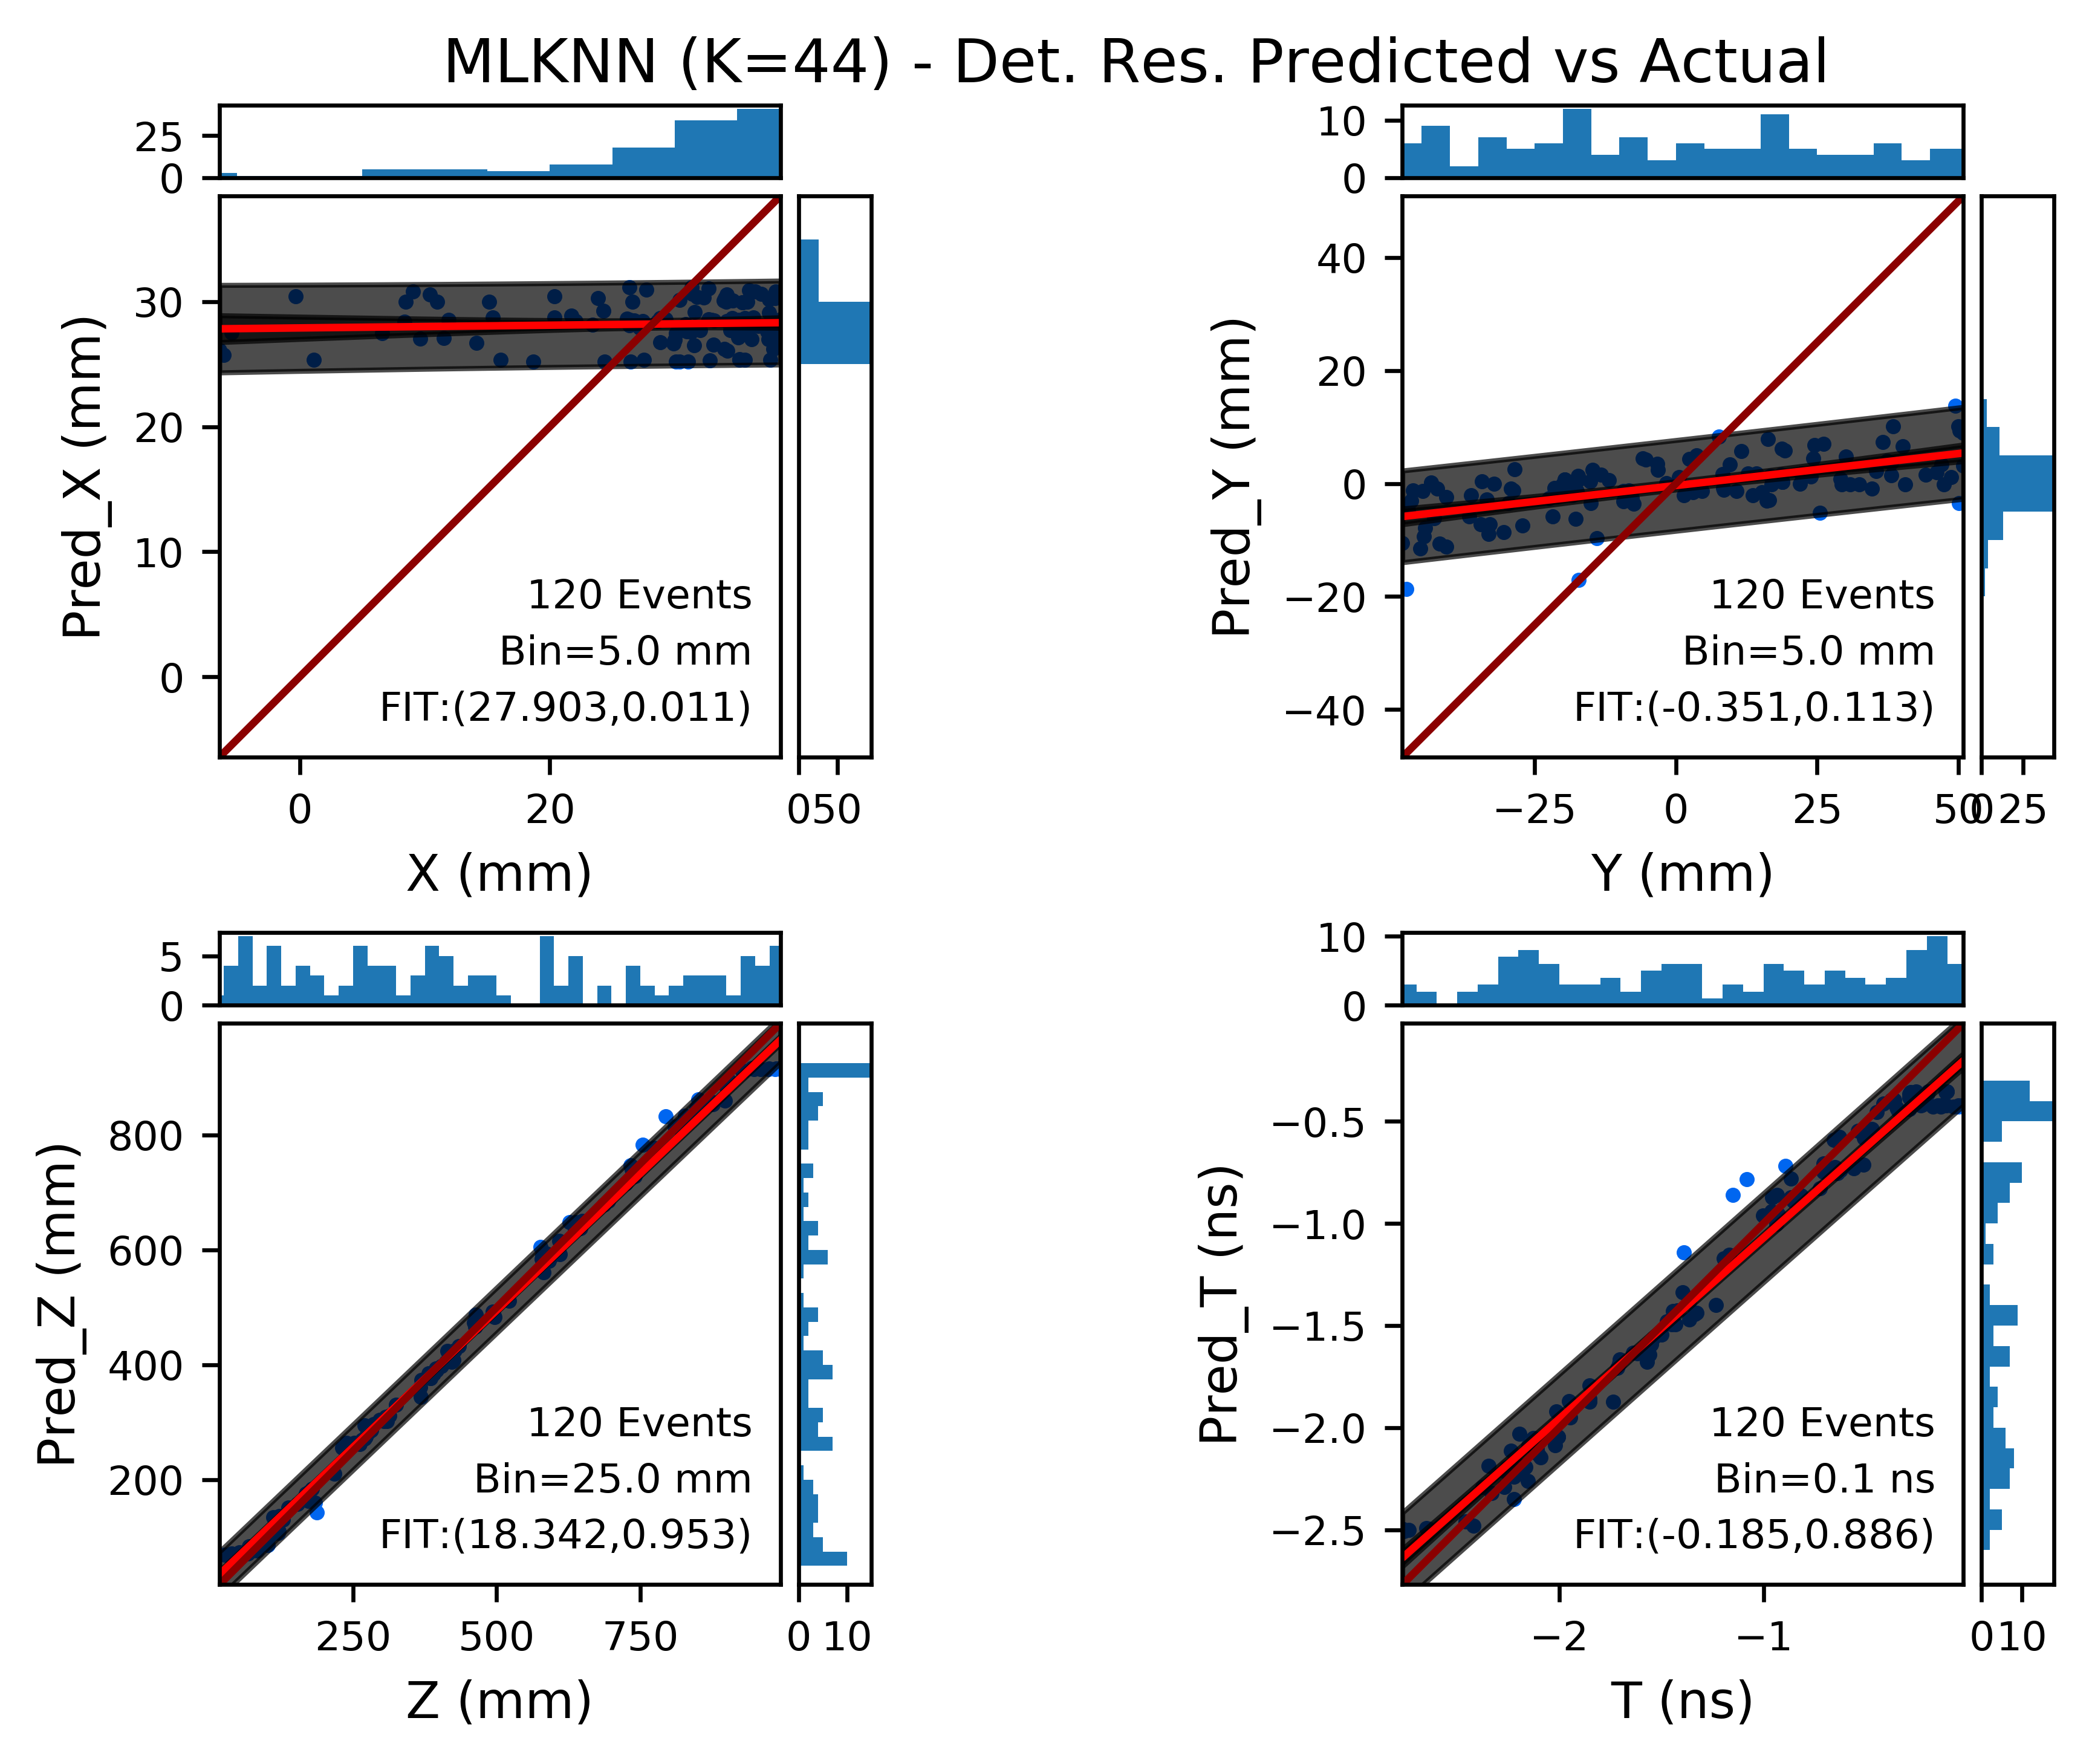 MLKNN (K=44) - Det. Res. Predicted vs Actual
25
0
30
20
10
0
Pred_X (mm)
120 Events
Bin=5.0 mm
FIT:(27.903,0.011)
0 20
0 50
X (mm)
10
0
40
20
0
−20
−40
Pred_Y (mm)
120 Events
Bin=5.0 mm
FIT:(-0.351,0.113)
−25 0 25 50
0 25
Y (mm)
5
0
800
600
400
200
Pred_Z (mm)
120 Events
Bin=25.0 mm
FIT:(18.342,0.953)
250 500 750
0 10
Z (mm)
10
0
−0.5
−1.0
−1.5
−2.0
−2.5
Pred_T (ns)
120 Events
Bin=0.1 ns
FIT:(-0.185,0.886)
−2 −1
0 10
T (ns)